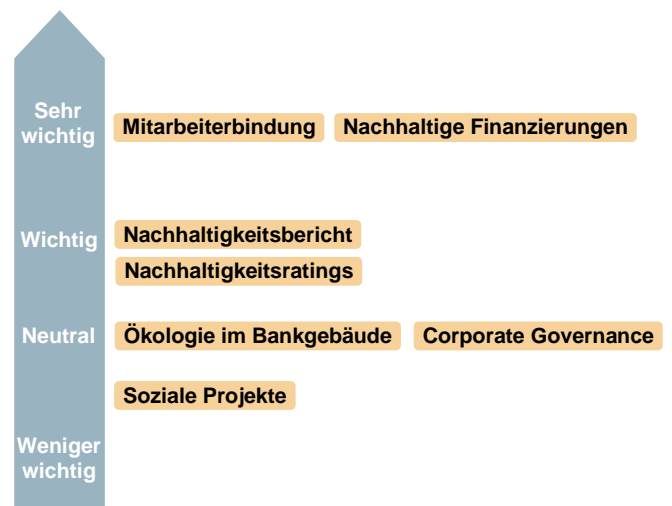 Sehr
wichtig
Mitarbeiterbindung
Nachhaltige Finanzierungen
Wichtig
Nachhaltigkeitsbericht
Nachhaltigkeitsratings
Neutral
Ökologie im Bankgebäude
Corporate Governance
Soziale Projekte
Weniger
wichtig